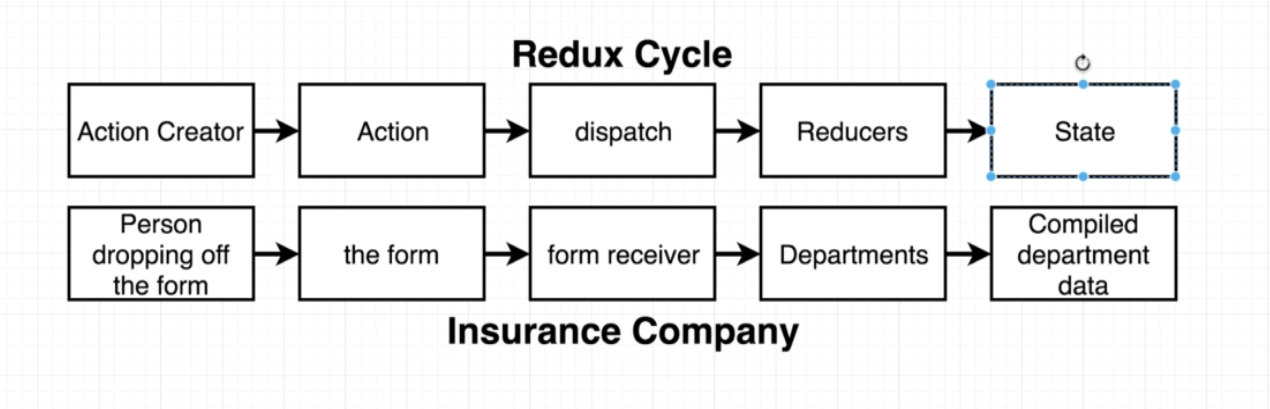 Redux Cycle
Action Creator
Action
dispatch
Reducers
State
Person
dropping off
the form
the form
form receiver
Departments
Compiled
department
data
Insurance Company